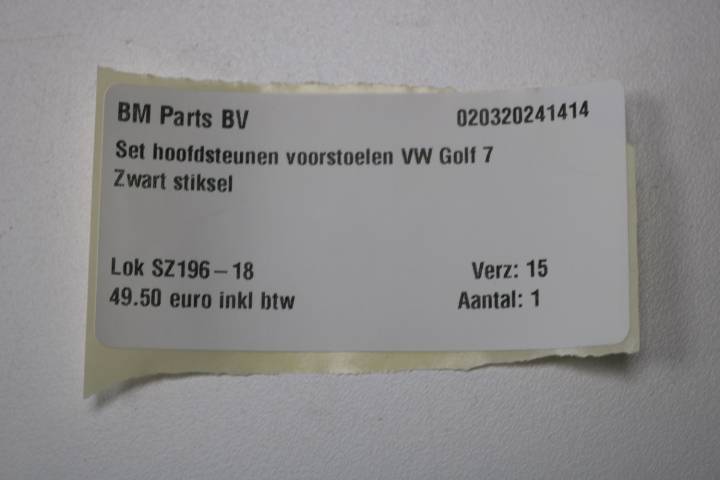 BM Parts BV 020320241414
Set hoofdsteunen voorstoelen VW Golf 7
Zwart stiksel
Lok SZ196-18 Verz: 15
49.50 euro inkl btw Aantal: 1